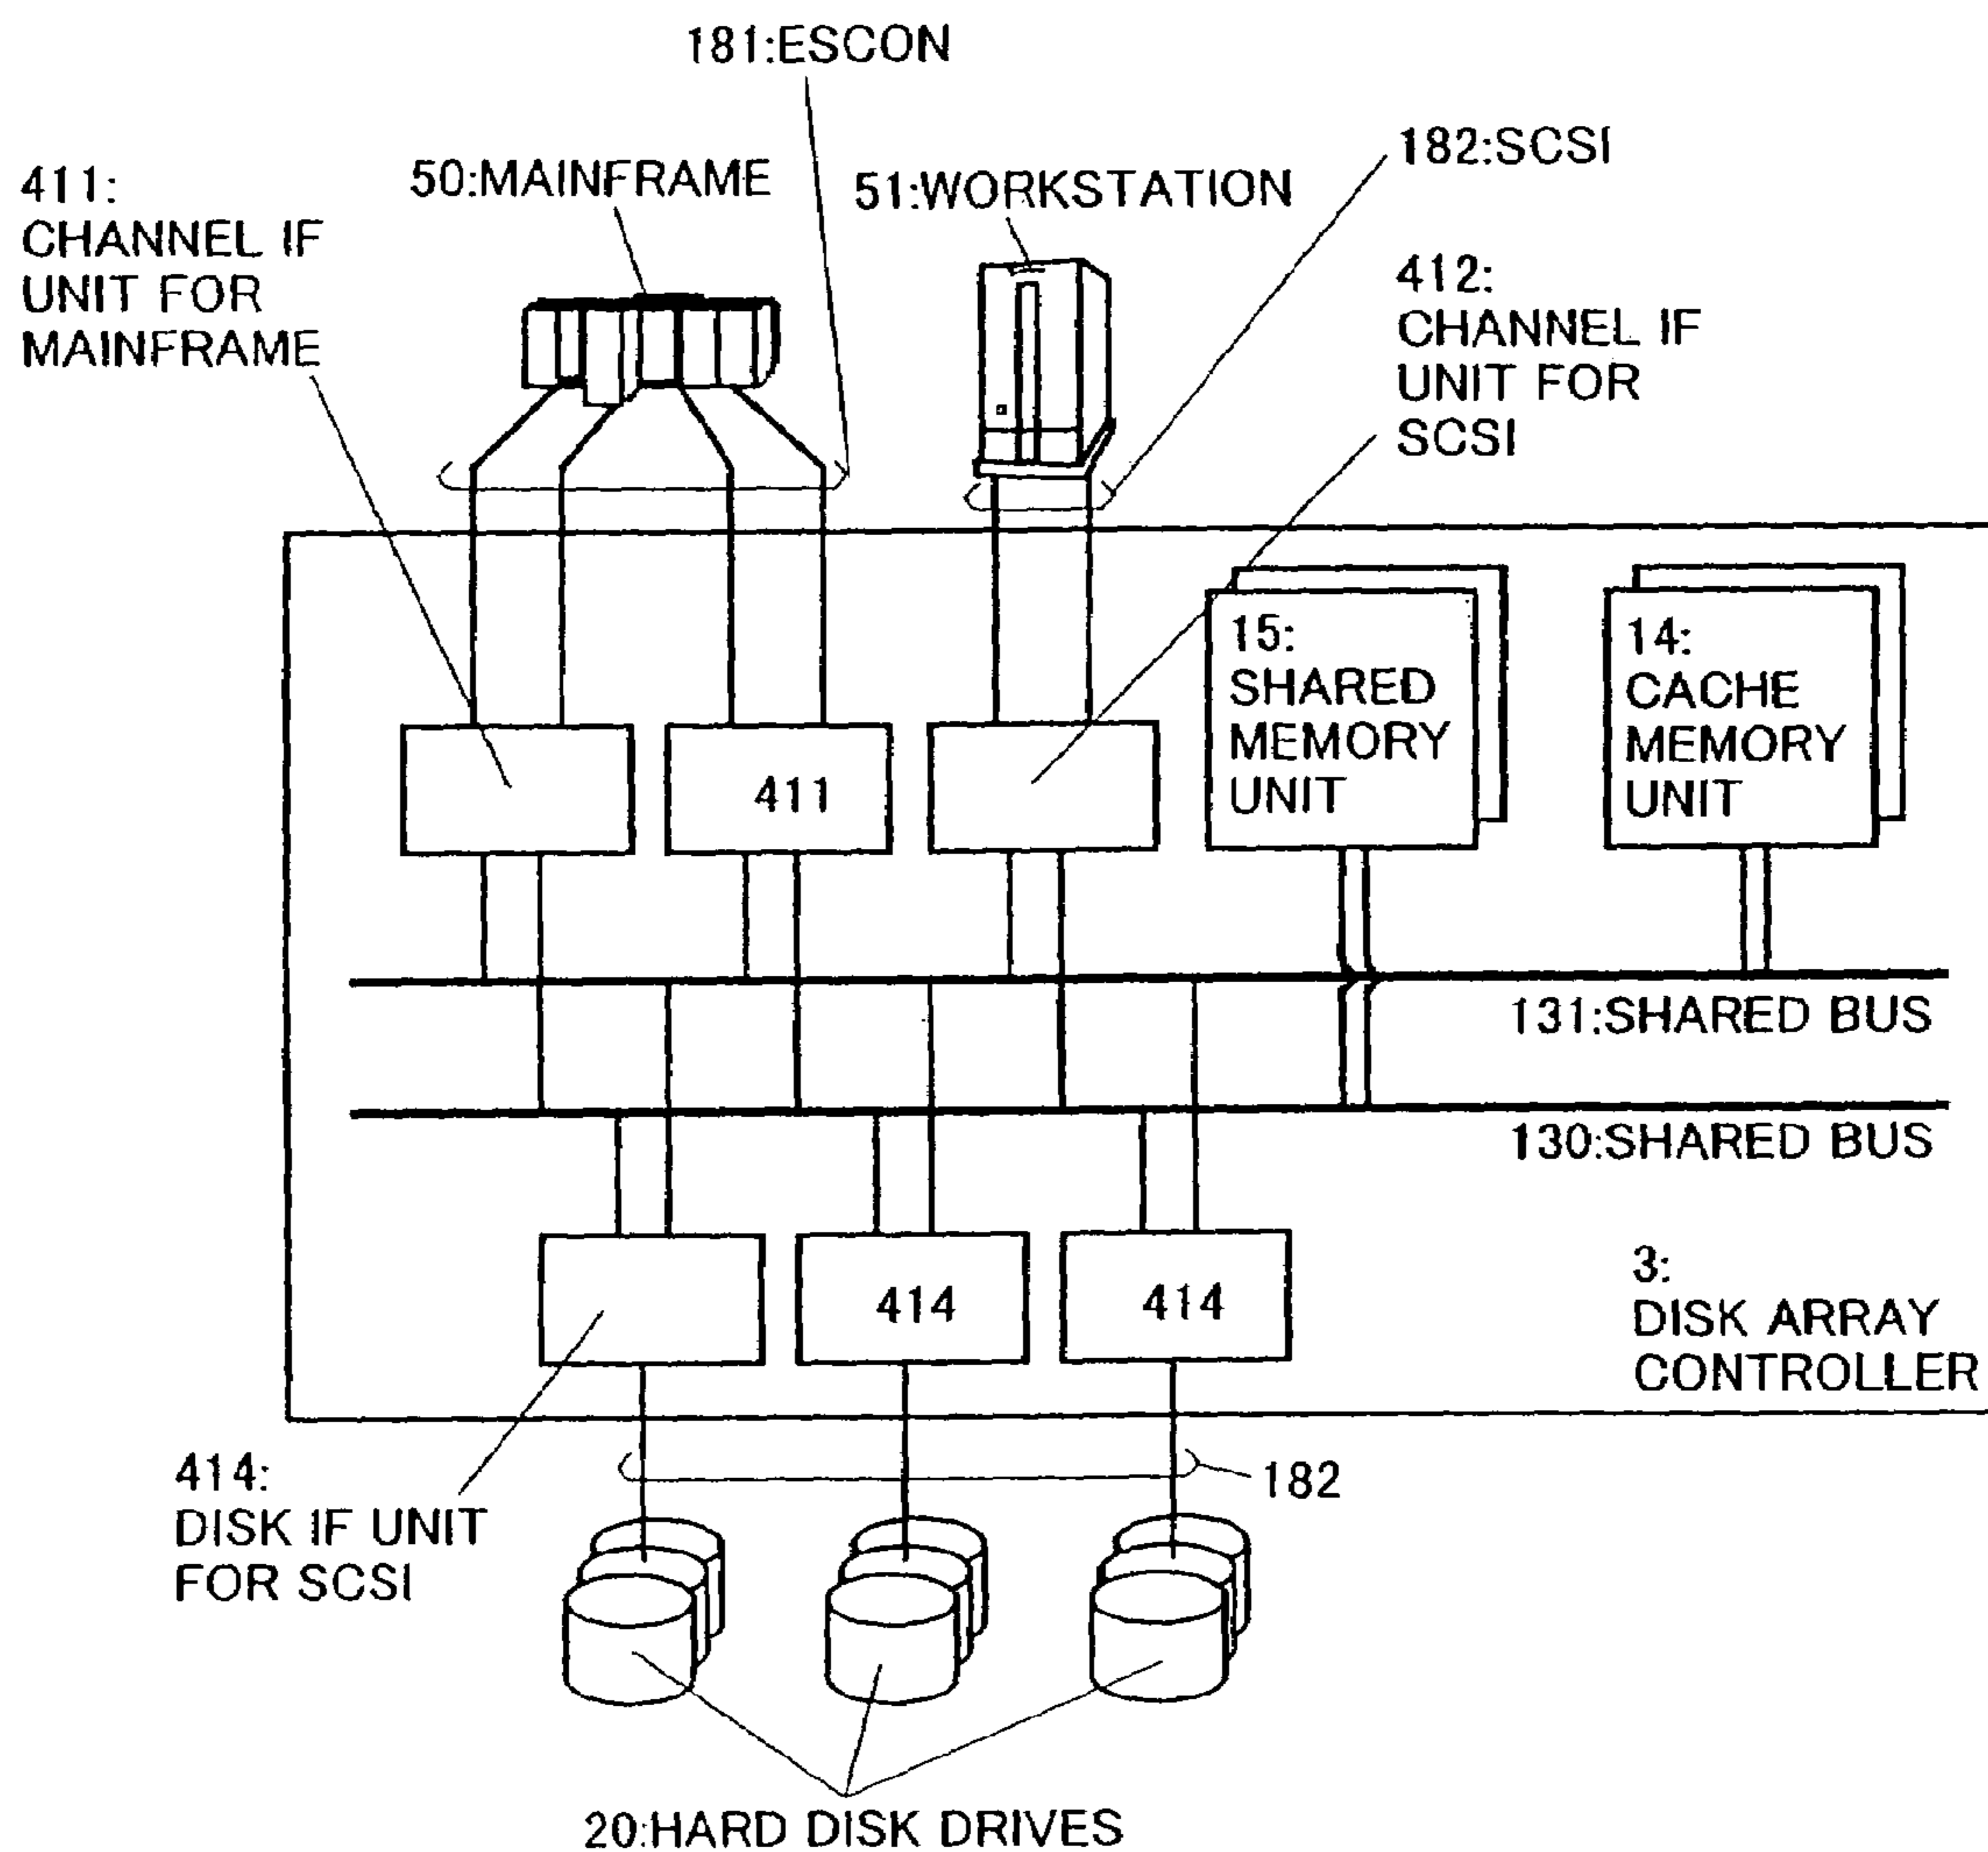 181:ESCON
411:
CHANNEL IF
UNIT FOR
MAINFRAME
50:MAINFRAME
51:WORKSTATION
182:SCSI
412:
CHANNEL IF
UNIT FOR
SCSI
15:
SHARED
MEMORY
UNIT
14:
CACHE
MEMORY
UNIT
411
131:SHARED BUS
130:SHARED BUS
414
414
3:
DISK ARRAY
CONTROLLER
414:
DISK IF UNIT
FOR SCSI
182
20:HARD DISK DRIVES